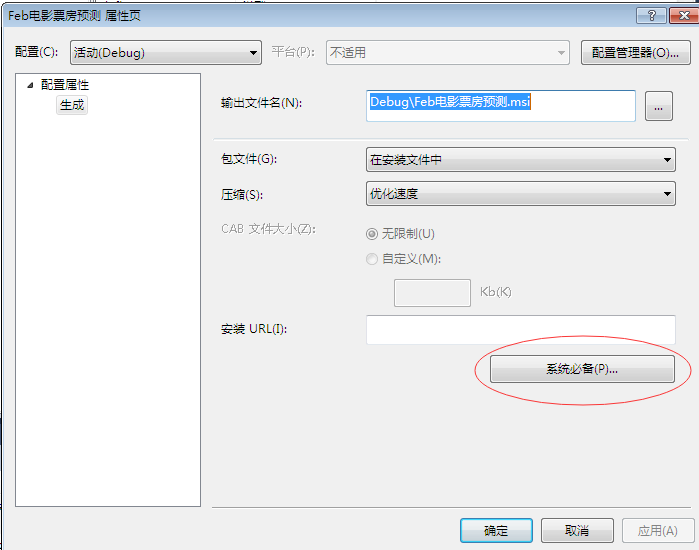 Feb电影票房预测 属性页
配置(C): 活动(Debug) 平台(P): 不适用 配置管理器(O)...
配置属性
生成
输出文件名(N): Debug\Feb电影票房预测.msi ...
包文件(G): 在安装文件中
压缩(S): 优化速度
CAB 文件大小(Z): 无限制(U)
自定义(M):
Kb(K)
安装 URL(I):
系统必备(P)...
确定 取消 应用(A)